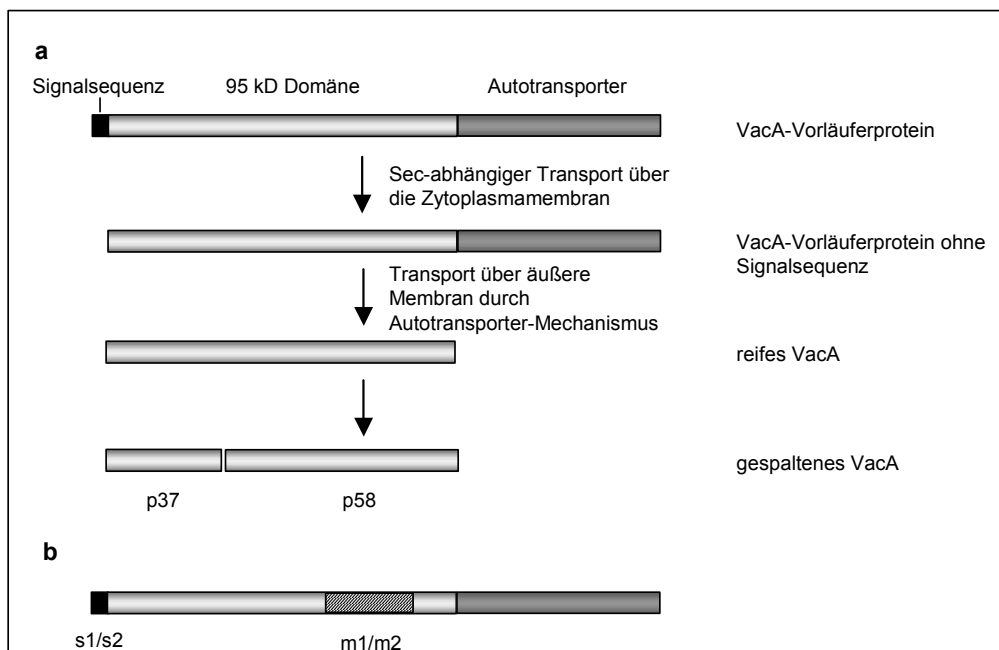 a
Signalsequenz 95 kD Domäne Autotransporter
VacA-Vorläuferprotein
Sec-abhängiger Transport über
die Zytoplasmamembran
VacA-Vorläuferprotein ohne
Signalsequenz
Transport über äußere
Membran durch
Autotransporter-Mechanismus
reifes VacA
gespaltenes VacA
p37 p58
b
s1/s2 m1/m2